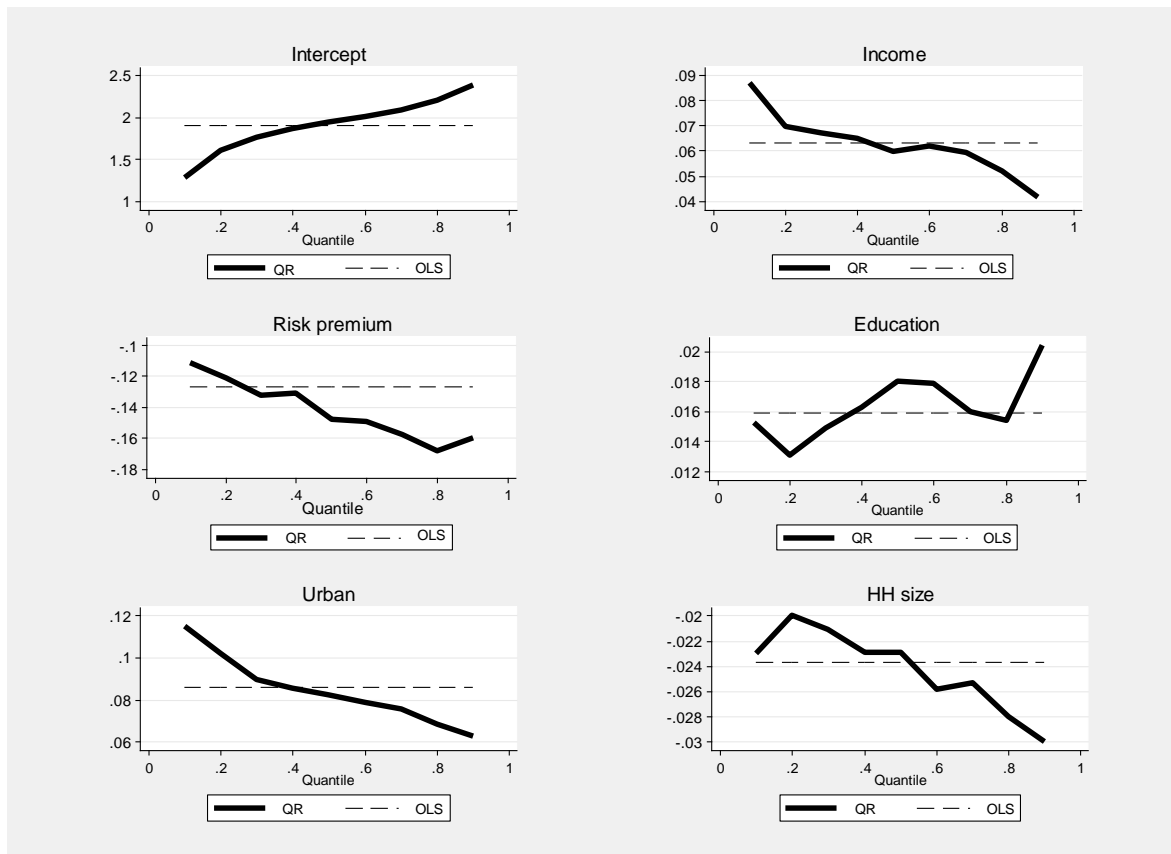 Intercept
2.5
2
1.5
1
0 .2 .4 .6 .8 1
Quantile
QR OLS
Income
.09
.08
.07
.06
.05
.04
0 .2 .4 .6 .8 1
Quantile
QR OLS
Risk premium
-.1
-.12
-.14
-.16
-.18
0 .2 .4 .6 .8 1
Quantile
QR OLS
Education
.02
.018
.016
.014
.012
0 .2 .4 .6 .8 1
Quantile
QR OLS
Urban
.12
.1
.08
.06
0 .2 .4 .6 .8 1
Quantile
QR OLS
HH size
-.02
-.022
-.024
-.026
-.028
-.03
0 .2 .4 .6 .8 1
Quantile
QR OLS